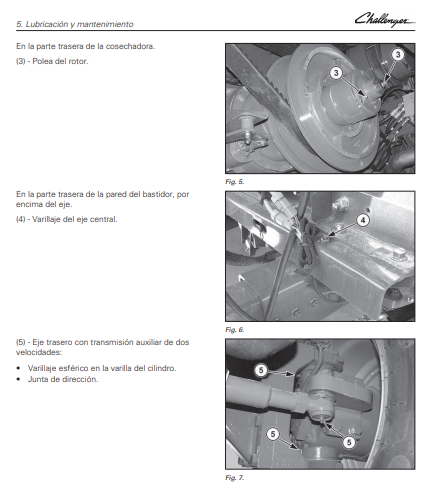 5. Lubricación y mantenimiento
Challenger
En la parte trasera de la cosechadora.
(3) - Polea del rotor.
3
3
Fig. 5.
En la parte trasera de la pared del bastidor, por
encima del eje.
(4) - Varillaje del eje central.
4
Fig. 6.
(5) - Eje trasero con transmisión auxiliar de dos
velocidades:
• Varillaje esférico en la varilla del cilindro.
• Junta de dirección.
5
5
5
Fig. 7.